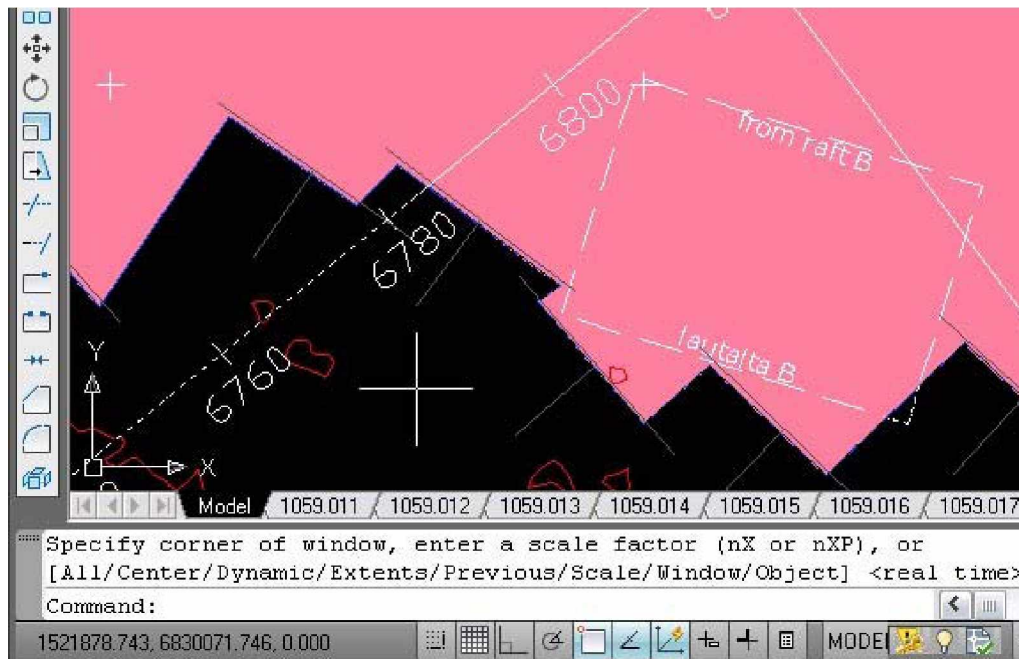 6800
from raft B
6780
lautalta B
6760
Y
X
Model 1059.011 1059.012 1059.013 1059.014 1059.015 1059.016 1059.017
Specify corner of window, enter a scale factor (nX or nXP), or
[All/Center/Dynamic/Extents/Previous/Scale/Window/Object] <real time>
Command:
1521878.743, 6830071.746, 0.000 MODEL